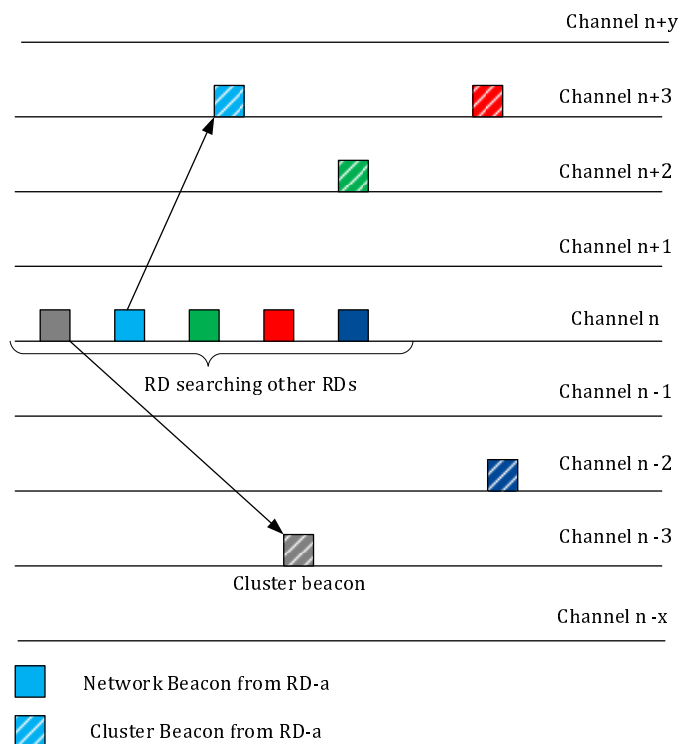 Channel n+y
Channel n+3
Channel n+2
Channel n+1
Channel n
RD searching other RDs
Channel n -1
Channel n -2
Channel n -3
Cluster beacon
Channel n -x
Network Beacon from RD-a
Cluster Beacon from RD-a